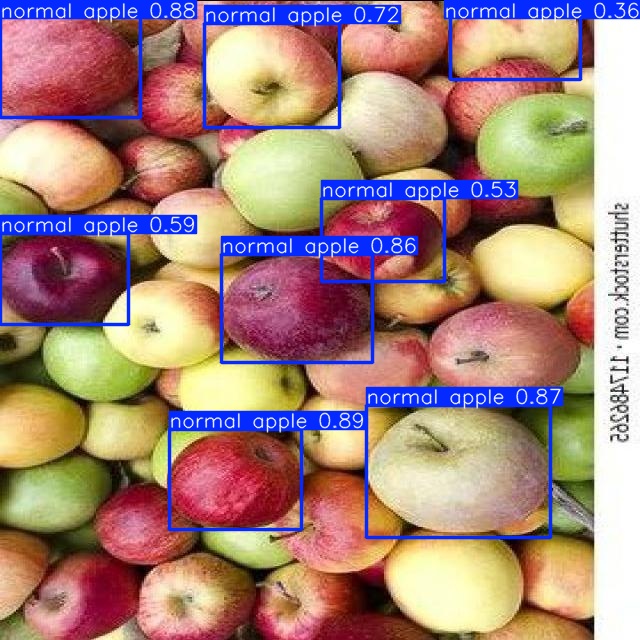 normal apple 0.88
normal apple 0.72
normal apple 0.36
normal apple 0.53
normal apple 0.59
normal apple 0.86
normal apple 0.87
normal apple 0.89
shutterstock.com · 117486265